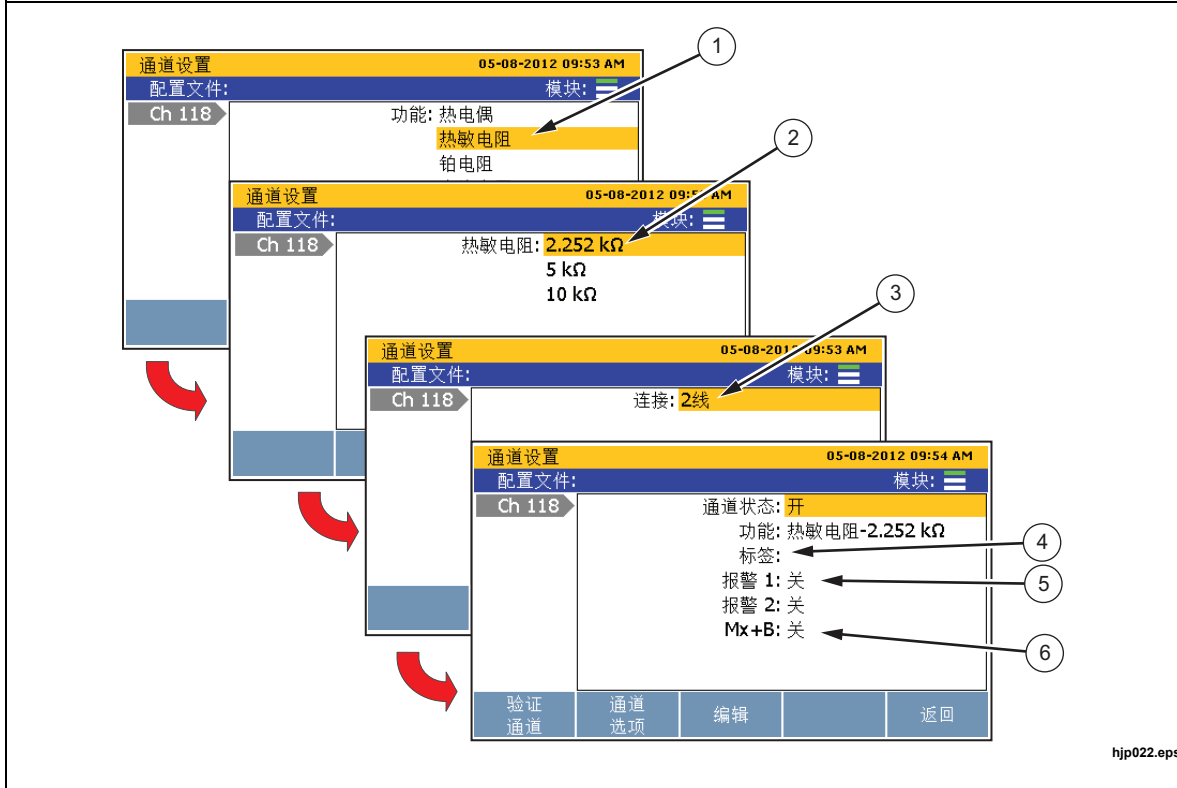 1
通道设置 05-08-2012 09:53 AM
配置文件: 模块:
Ch 118
功能: 热电偶
热敏电阻
铂电阻
2
通道设置 05-08-2012 AM
配置文件: 模块:
Ch 118
热敏电阻: 2.252 kΩ
5 kΩ
10 kΩ
3
通道设置 05-08-2012 09:53 AM
配置文件: 模块:
Ch 118
连接: 2线
通道设置 05-08-2012 09:54 AM
配置文件: 模块:
Ch 118
通道状态: 开
功能: 热敏电阻-2.252 kΩ
标签:
4
报警 1: 关
5
报警 2: 关
Mx+B: 关
6
验证 通道
通道 选项 编辑 返回
hjp022.eps